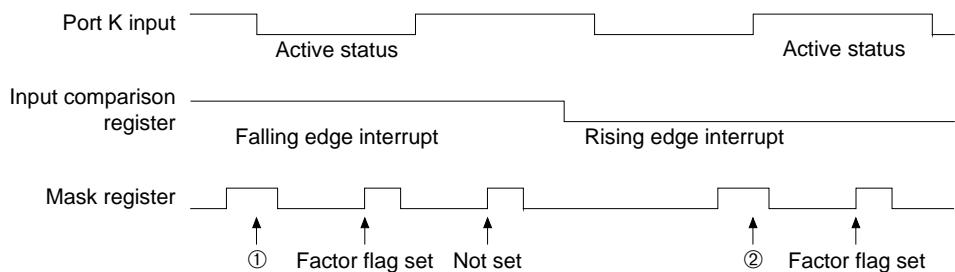 Port K input
Active status
Active status
Input comparison
register
Falling edge interrupt
Rising edge interrupt
Mask register
① Factor flag set Not set ② Factor flag set